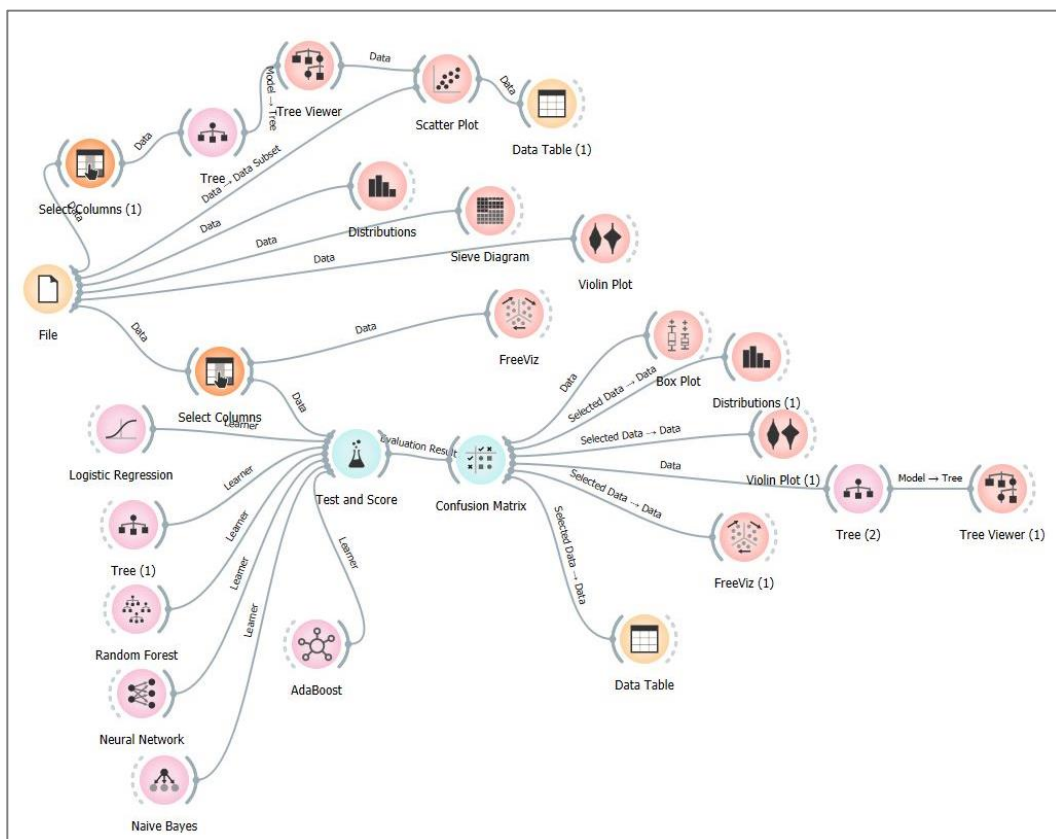 Data
Model → Tree
Tree Viewer
Data
Scatter Plot
Data
Data Table (1)
Data
Tree
Select Columns (1)
Data
Data → Data Subset
Data
Distributions
Data
Sieve Diagram
Data
Violin Plot
File
Data
Data
FreeViz
Select Columns
Data
Data
Box Plot
Selected Data → Data
Distributions (1)
Learner
Logistic Regression
Test and Score
Evaluation Result
Confusion Matrix
Selected Data → Data
Violin Plot (1)
Data
Tree (2)
Model → Tree
Tree Viewer (1)
Selected Data → Data
FreeViz (1)
Selected Data → Data
Data Table
Learner
Tree (1)
Learner
Random Forest
Learner
Neural Network
Learner
Naive Bayes
Learner
AdaBoost